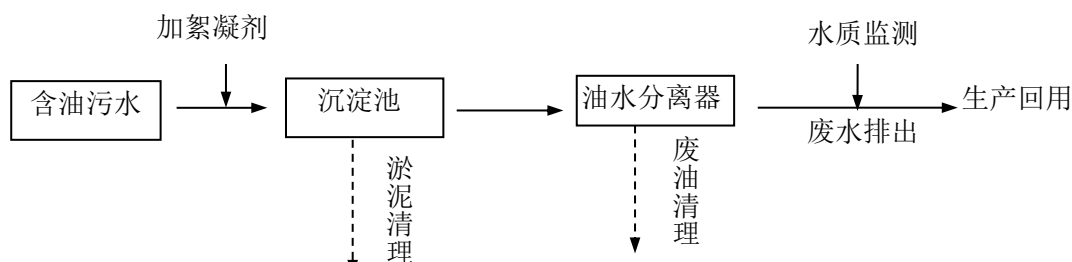 加絮凝剂
水质监测
含油污水
沉淀池
油水分离器
生产回用
废水排出
淤泥清理
废油清理